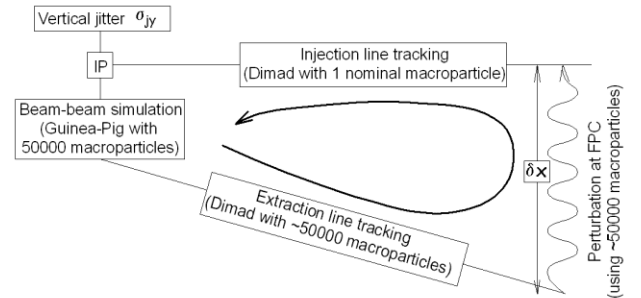 Vertical jitter σjy
IP
Injection line tracking
(Dimad with 1 nominal macroparticle)
Beam-beam simulation
(Guinea-Pig with
50000 macroparticles)
δx
Extraction line tracking
(Dimad with ~50000 macroparticles)
Perturbation at FPC
(using ~50000 macroparticles)